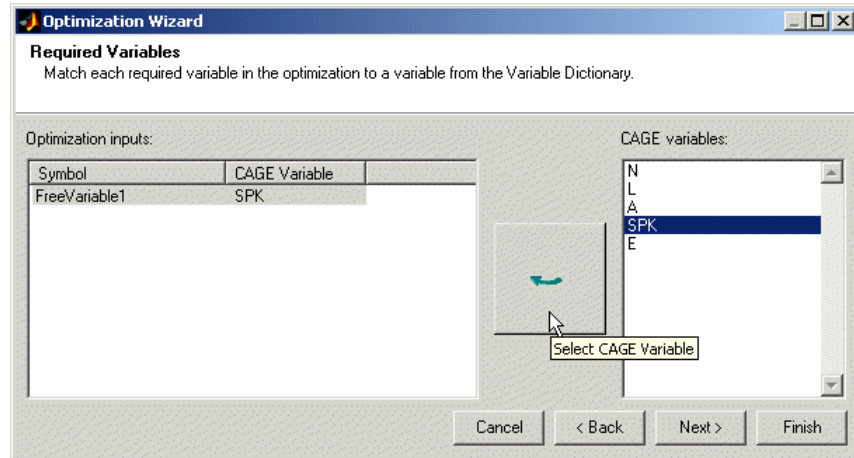 Optimization Wizard
Required Variables
Match each required variable in the optimization to a variable from the Variable Dictionary.
Optimization inputs:
CAGE variables:
Symbol CAGE Variable
FreeVariable1 SPK
N
L
A
SPK
E
Select CAGE Variable
Cancel < Back Next > Finish